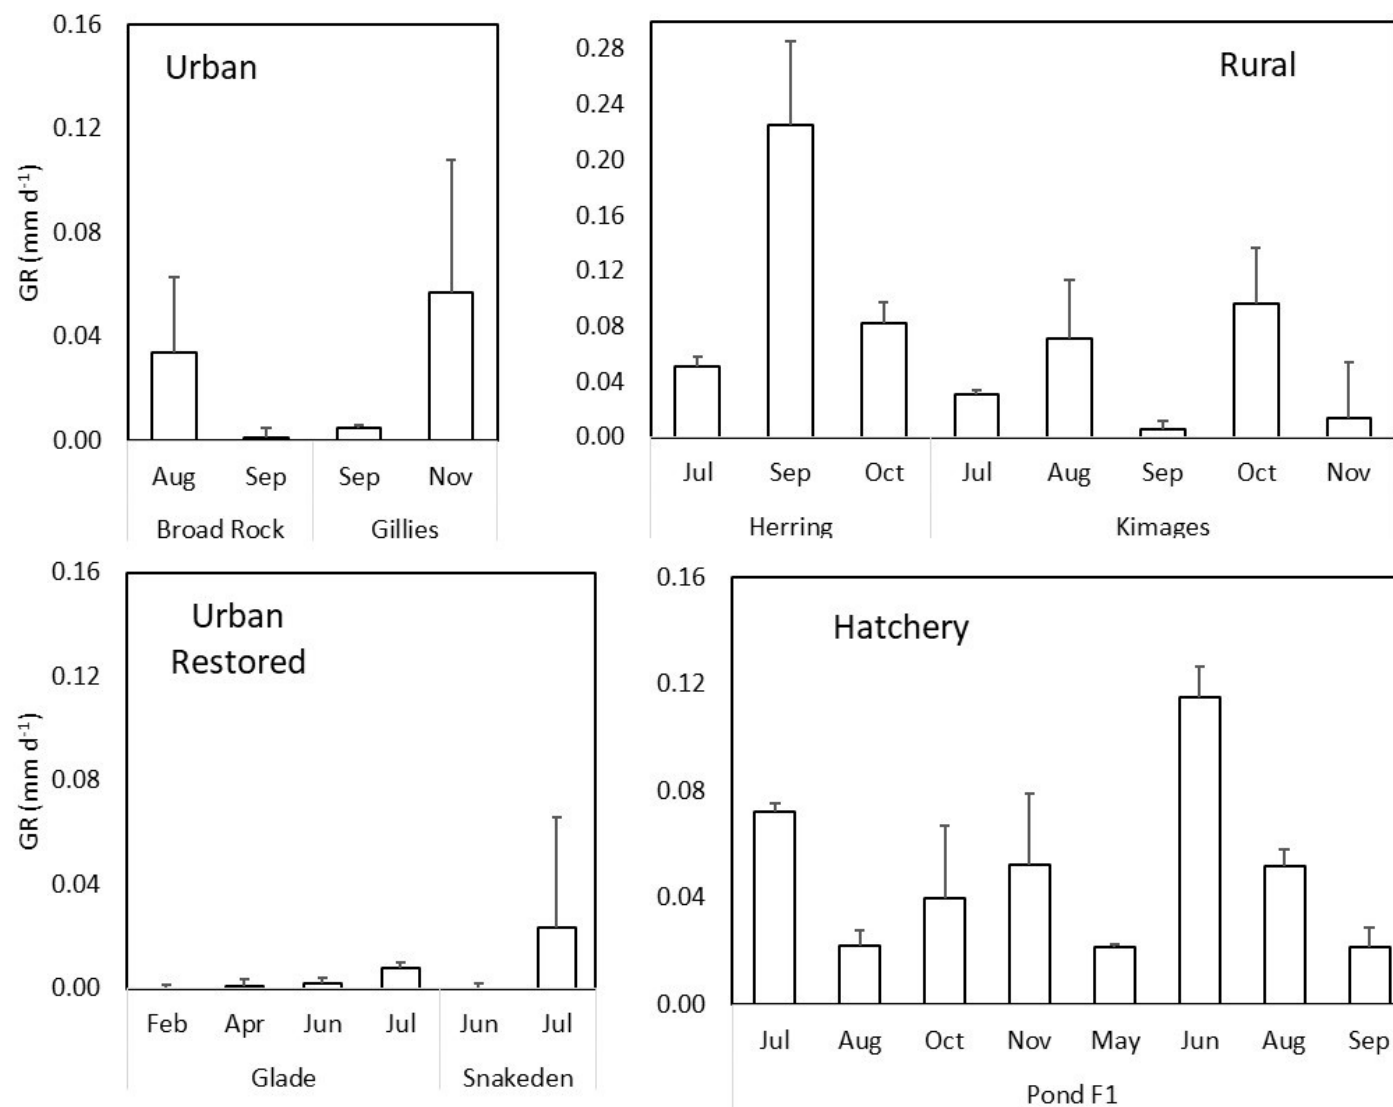 Urban
GR (mm d-1)
0.16
0.12
0.08
0.04
0.00
Aug Sep Sep Nov
Broad Rock Gillies
Rural
0.28
0.24
0.20
0.16
0.12
0.08
0.04
0.00
Jul Sep Oct Jul Aug Sep Oct Nov
Herring Kimages
Urban
Restored
GR (mm d-1)
0.16
0.12
0.08
0.04
0.00
Feb Apr Jun Jul Jun Jul
Glade Snakeden
Hatchery
0.16
0.12
0.08
0.04
0.00
Jul Aug Oct Nov May Jun Aug Sep
Pond F1